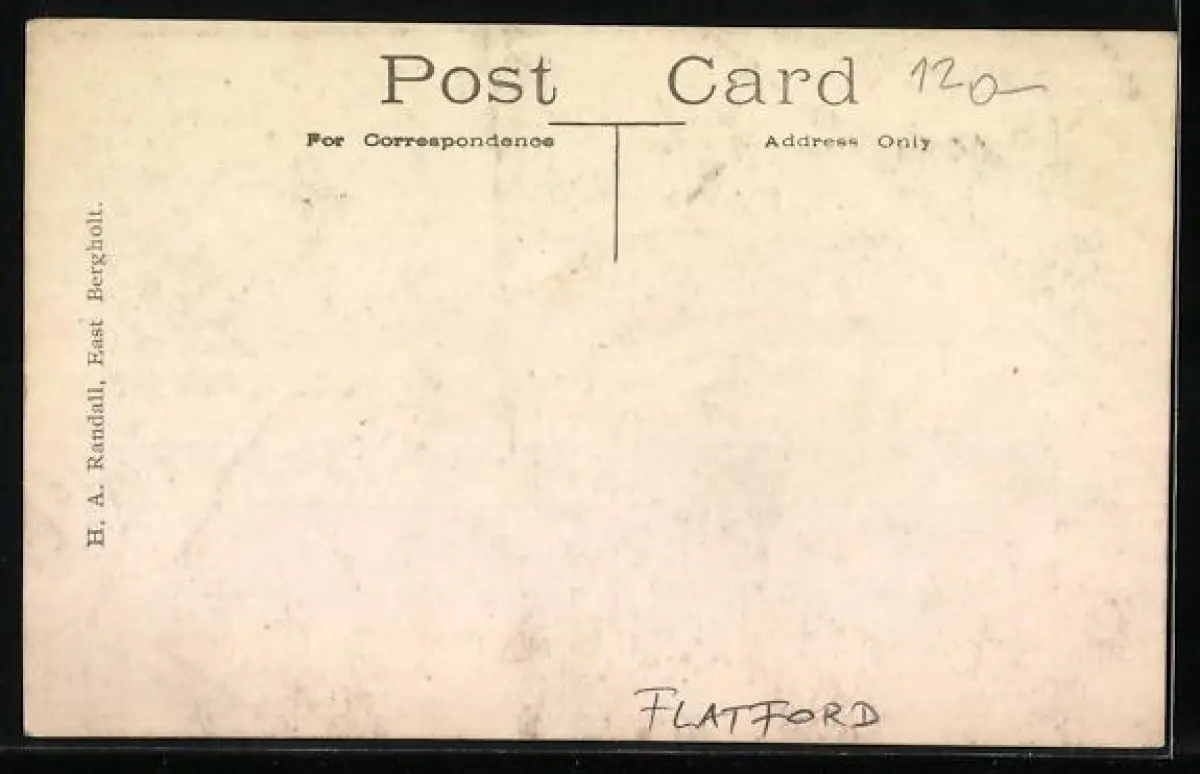 Post Card
120-
For Correspondence
Address Only
H. A. Randall, East Bergholt.
FLATFORD